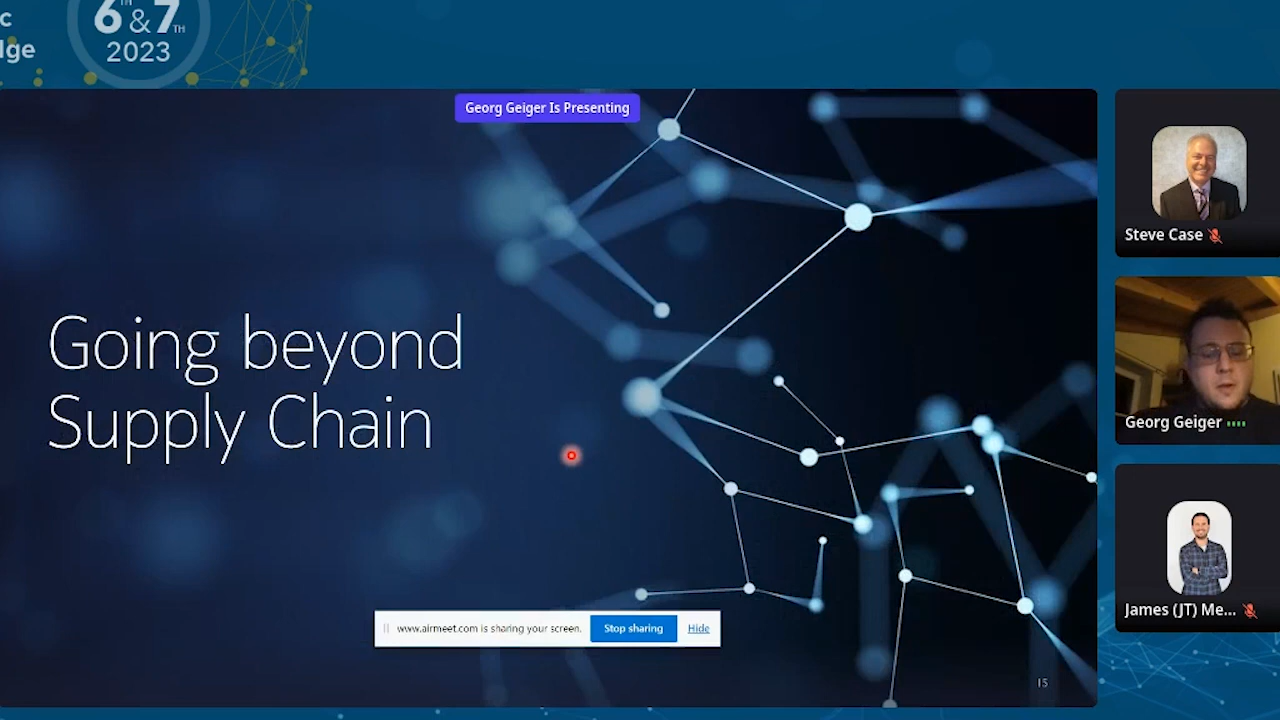 c
lge
6TH & 7TH
2023
Georg Geiger Is Presenting
Going beyond
Supply Chain
www.airmeet.com is sharing your screen. Stop sharing Hide
15
Steve Case
Georg Geiger
James (JT) Me...